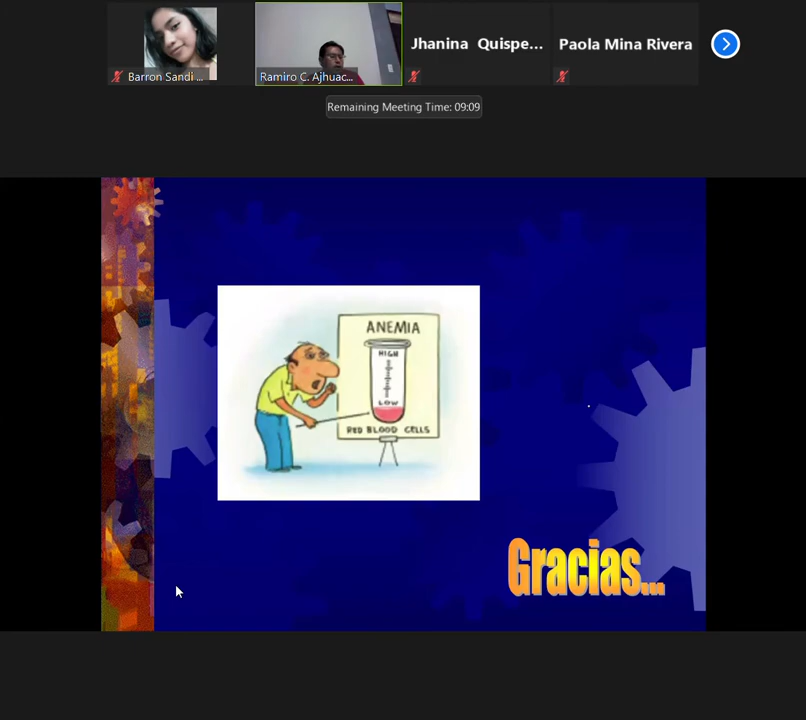 Barron Sandi ...
Ramiro C. Ajhuac...
Jhanina Quispe...
Paola Mina Rivera
Remaining Meeting Time: 09:09
ANEMIA
HIGH
LOW
RED BLOOD CELLS
Gracias...